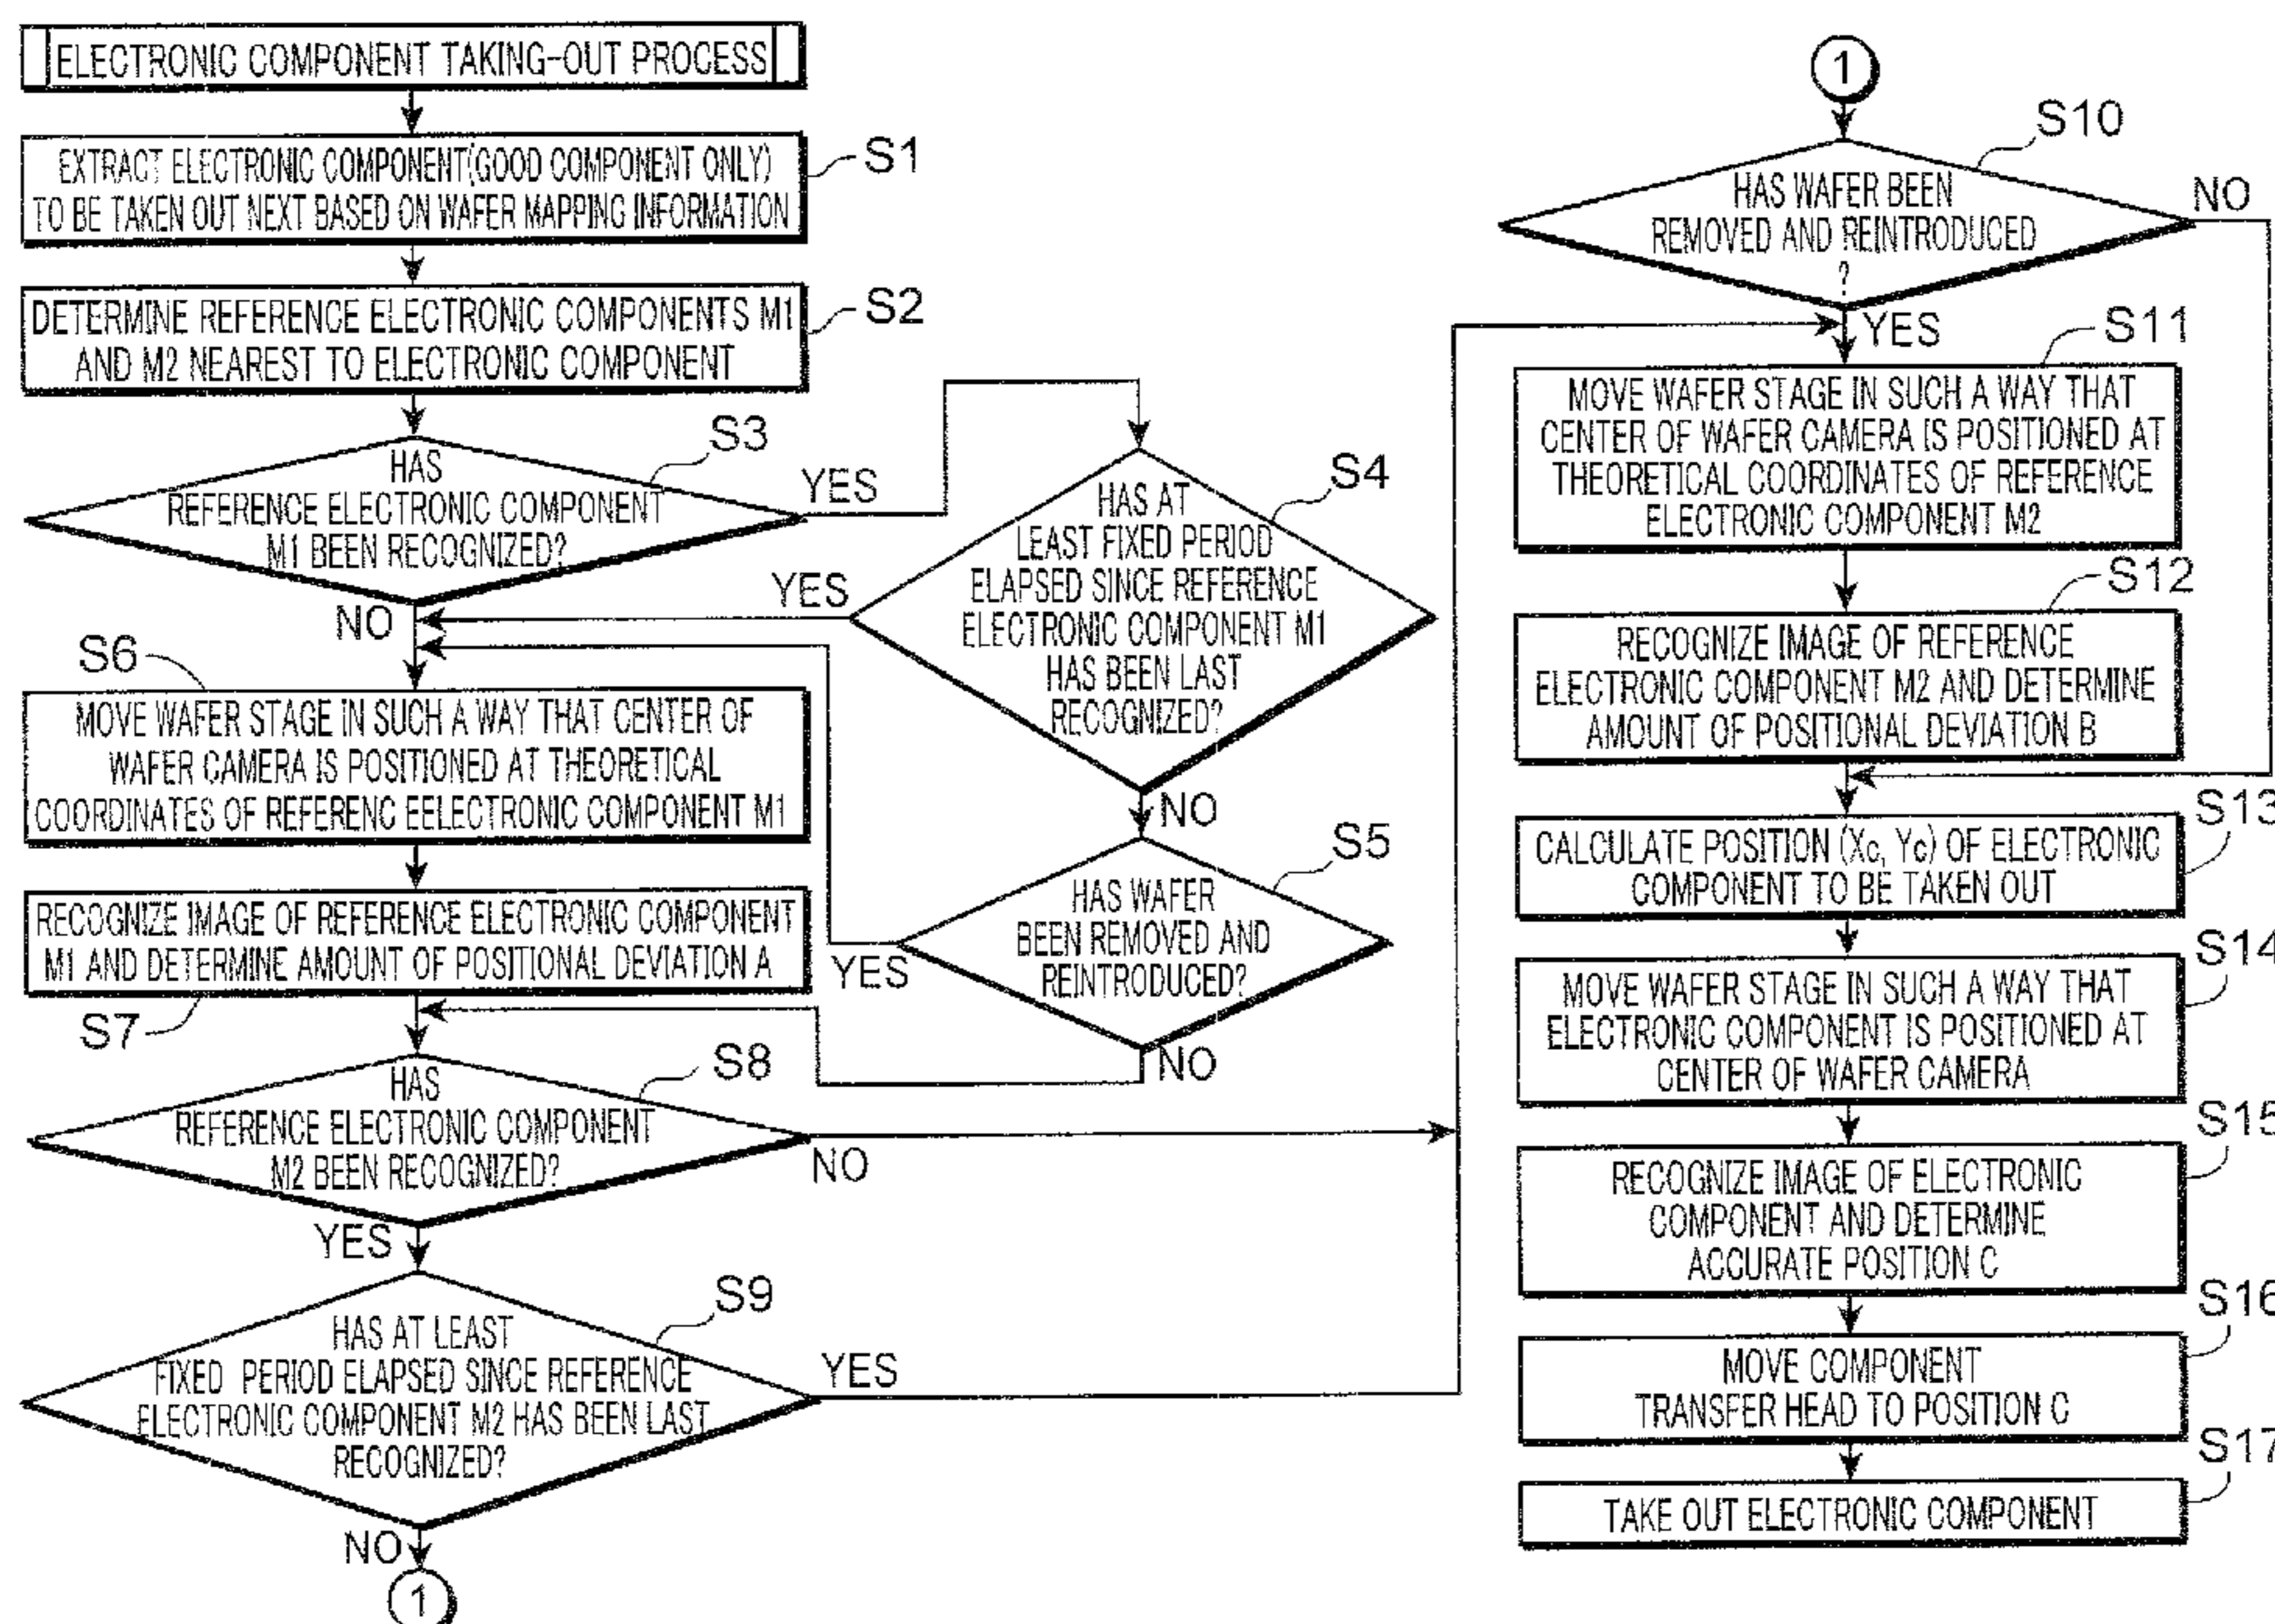 ELECTRONIC COMPONENT TAKING-OUT PROCESS
EXTRACT ELECTRONIC COMPONENT(GOOD COMPONENT ONLY)
TO BE TAKEN OUT NEXT BASED ON WAFER MAPPING INFORMATION
S1
DETERMINE REFERENCE ELECTRONIC COMPONENTS M1
AND M2 NEAREST TO ELECTRONIC COMPONENT
S2
HAS
REFERENCE ELECTRONIC COMPONENT
M1 BEEN RECOGNIZED?
S3
YES
NO
HAS AT
LEAST FIXED PERIOD
ELAPSED SINCE REFERENCE
ELECTRONIC COMPONENT M1
HAS BEEN LAST
RECOGNIZED?
S4
YES
NO
HAS WAFER
BEEN REMOVED AND
REINTRODUCED?
S5
YES
NO
S6
MOVE WAFER STAGE IN SUCH A WAY THAT CENTER OF
WAFER CAMERA IS POSITIONED AT THEORETICAL
COORDINATES OF REFERENC EELECTRONIC COMPONENT M1
RECOGNIZE IMAGE OF REFERENCE ELECTRONIC COMPONENT
M1 AND DETERMINE AMOUNT OF POSITIONAL DEVIATION A
S7
HAS
REFERENCE ELECTRONIC COMPONENT
M2 BEEN RECOGNIZED?
S8
NO
YES
HAS AT LEAST
FIXED PERIOD ELAPSED SINCE REFERENCE
ELECTRONIC COMPONENT M2 HAS BEEN LAST
RECOGNIZED?
S9
YES
NO
1
1
HAS WAFER BEEN
REMOVED AND REINTRODUCED
?
S10
NO
YES
S11
MOVE WAFER STAGE IN SUCH A WAY THAT
CENTER OF WAFER CAMERA IS POSITIONED AT
THEORETICAL COORDINATES OF REFERENCE
ELECTRONIC COMPONENT M2
S12
RECOGNIZE IMAGE OF REFERENCE
ELECTRONIC COMPONENT M2 AND DETERMINE
AMOUNT OF POSITIONAL DEVIATION B
S13
CALCULATE POSITION (Xc, Yc) OF ELECTRONIC
COMPONENT TO BE TAKEN OUT
S14
MOVE WAFER STAGE IN SUCH A WAY THAT
ELECTRONIC COMPONENT IS POSITIONED AT
CENTER OF WAFER CAMERA
S15
RECOGNIZE IMAGE OF ELECTRONIC
COMPONENT AND DETERMINE
ACCURATE POSITION C
S16
MOVE COMPONENT
TRANSFER HEAD TO POSITION C
S17
TAKE OUT ELECTRONIC COMPONENT